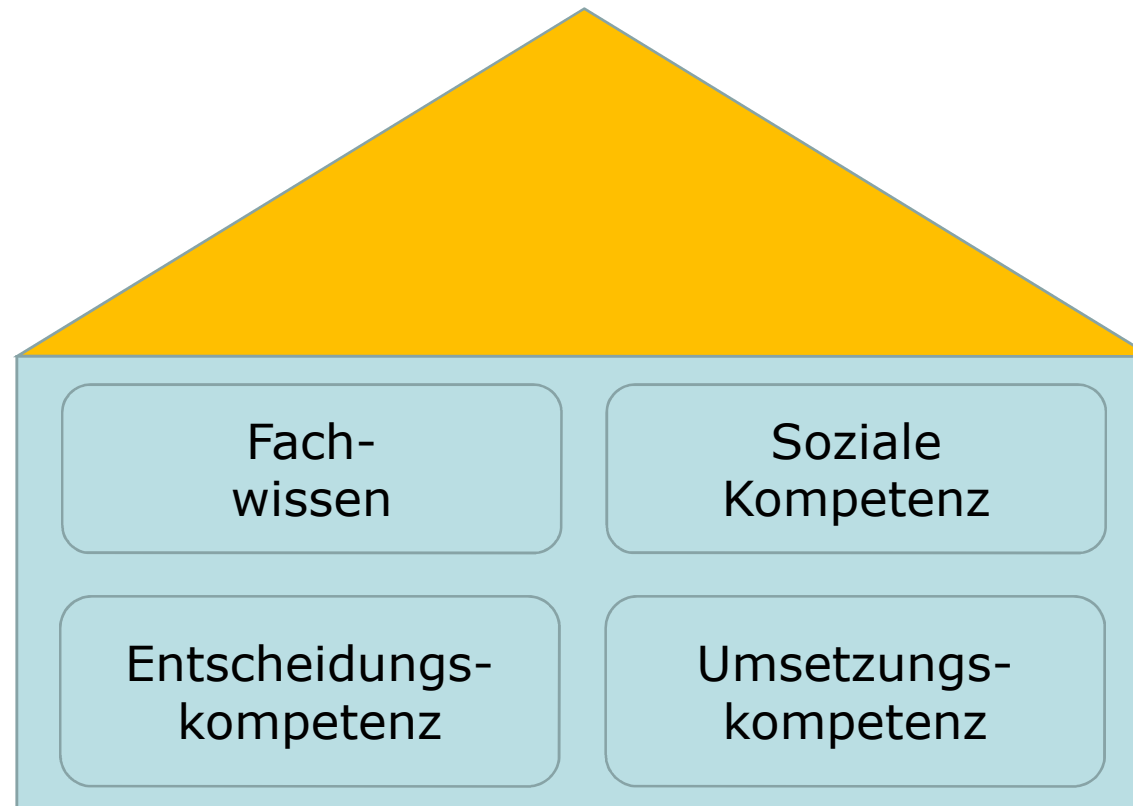 Fach-
wissen
Soziale
Kompetenz
Entscheidungs-
kompetenz
Umsetzungs-
kompetenz